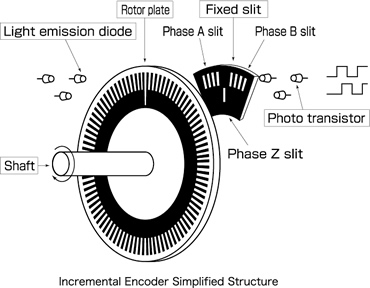 Rotor plate
Fixed slit
Light emission diode
Phase A slit
Phase B slit
Photo transistor
Phase Z slit
Shaft
Incremental Encoder Simplified Structure